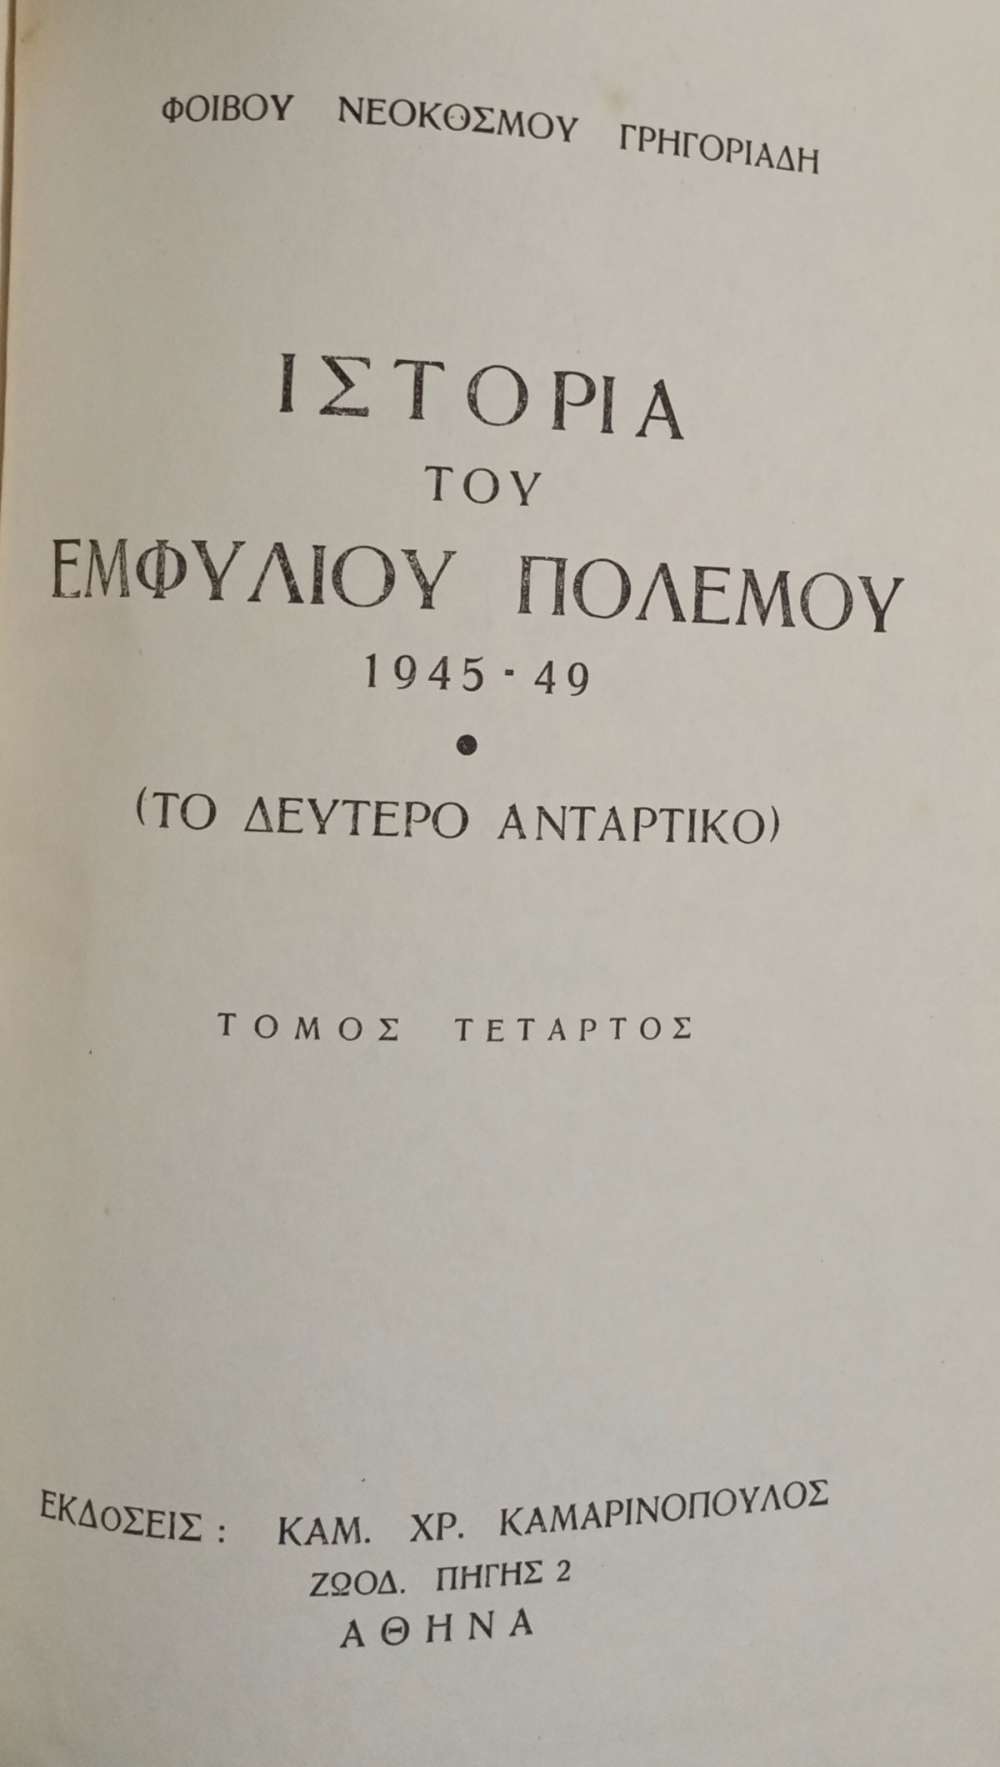 ΦΟΙΒΟΥ ΝΕΟΚΟΣΜΟΥ ΓΡΗΓΟΡΙΑΔΗ
ΙΣΤΟΡΙΑ
ΤΟΥ
ΕΜΦΥΛΙΟΥ ΠΟΛΕΜΟΥ
1945 - 49
•
(ΤΟ ΔΕΥΤΕΡΟ ΑΝΤΑΡΤΙΚΟ)
ΤΟΜΟΣ ΤΕΤΑΡΤΟΣ
ΕΚΔΟΣΕΙΣ: ΚΑΜ. ΧΡ. ΚΑΜΑΡΙΝΟΠΟΥΛΟΣ
ΖΩΟΔ. ΠΗΓΗΣ 2
ΑΘΗΝΑ